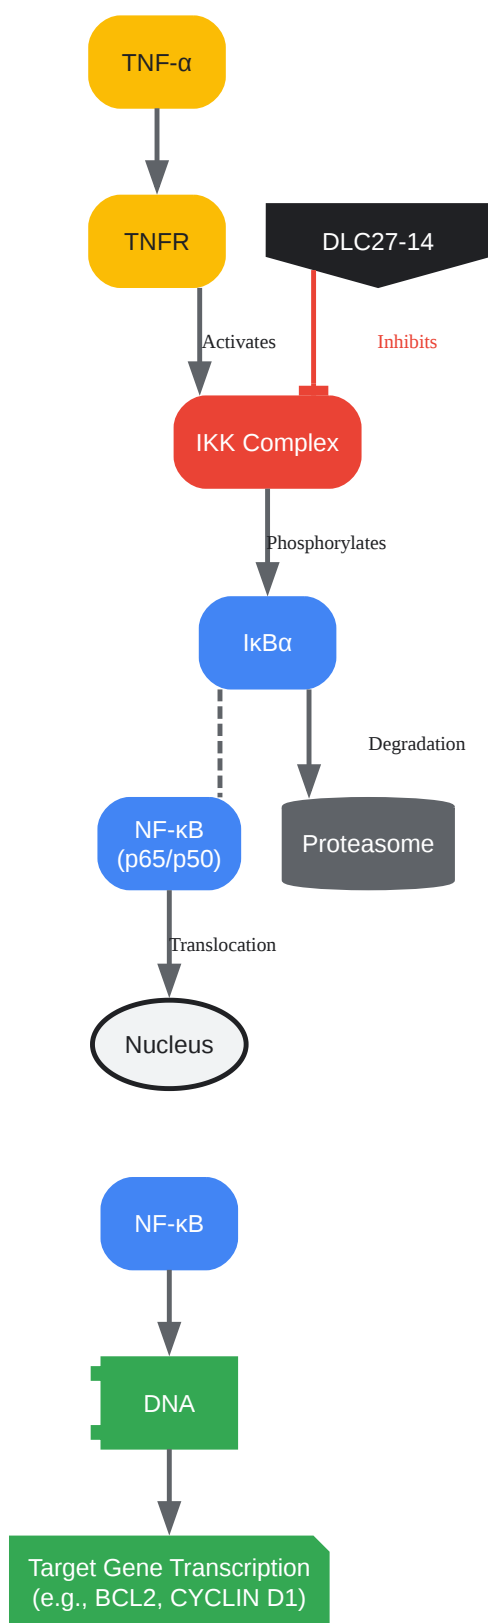 TNF-α
TNFR
DLC27-14
Activates
Inhibits
IKK Complex
Phosphorylates
IκBα
Degradation
NF-κB
(p65/p50)
Proteasome
Translocation
Nucleus
NF-κB
DNA
Target Gene Transcription
(e.g., BCL2, CYCLIN D1)